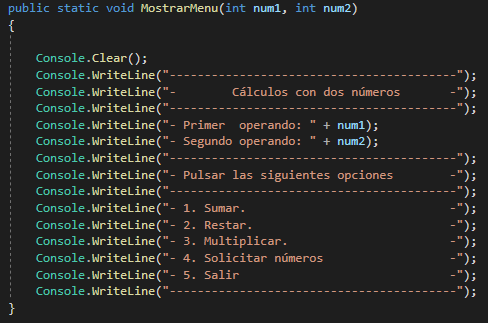 public static void MostrarMenu(int num1, int num2)
{
Console.Clear();
Console.WriteLine("-----------------------------------------");
Console.WriteLine("-        Cálculos con dos números       -");
Console.WriteLine("-----------------------------------------");
Console.WriteLine("- Primer  operando: " + num1);
Console.WriteLine("- Segundo operando: " + num2);
Console.WriteLine("-----------------------------------------");
Console.WriteLine("- Pulsar las siguientes opciones        -");
Console.WriteLine("-----------------------------------------");
Console.WriteLine("- 1. Sumar.                             -");
Console.WriteLine("- 2. Restar.                            -");
Console.WriteLine("- 3. Multiplicar.                       -");
Console.WriteLine("- 4. Solicitar números                  -");
Console.WriteLine("- 5. Salir                              -");
Console.WriteLine("-----------------------------------------");
}